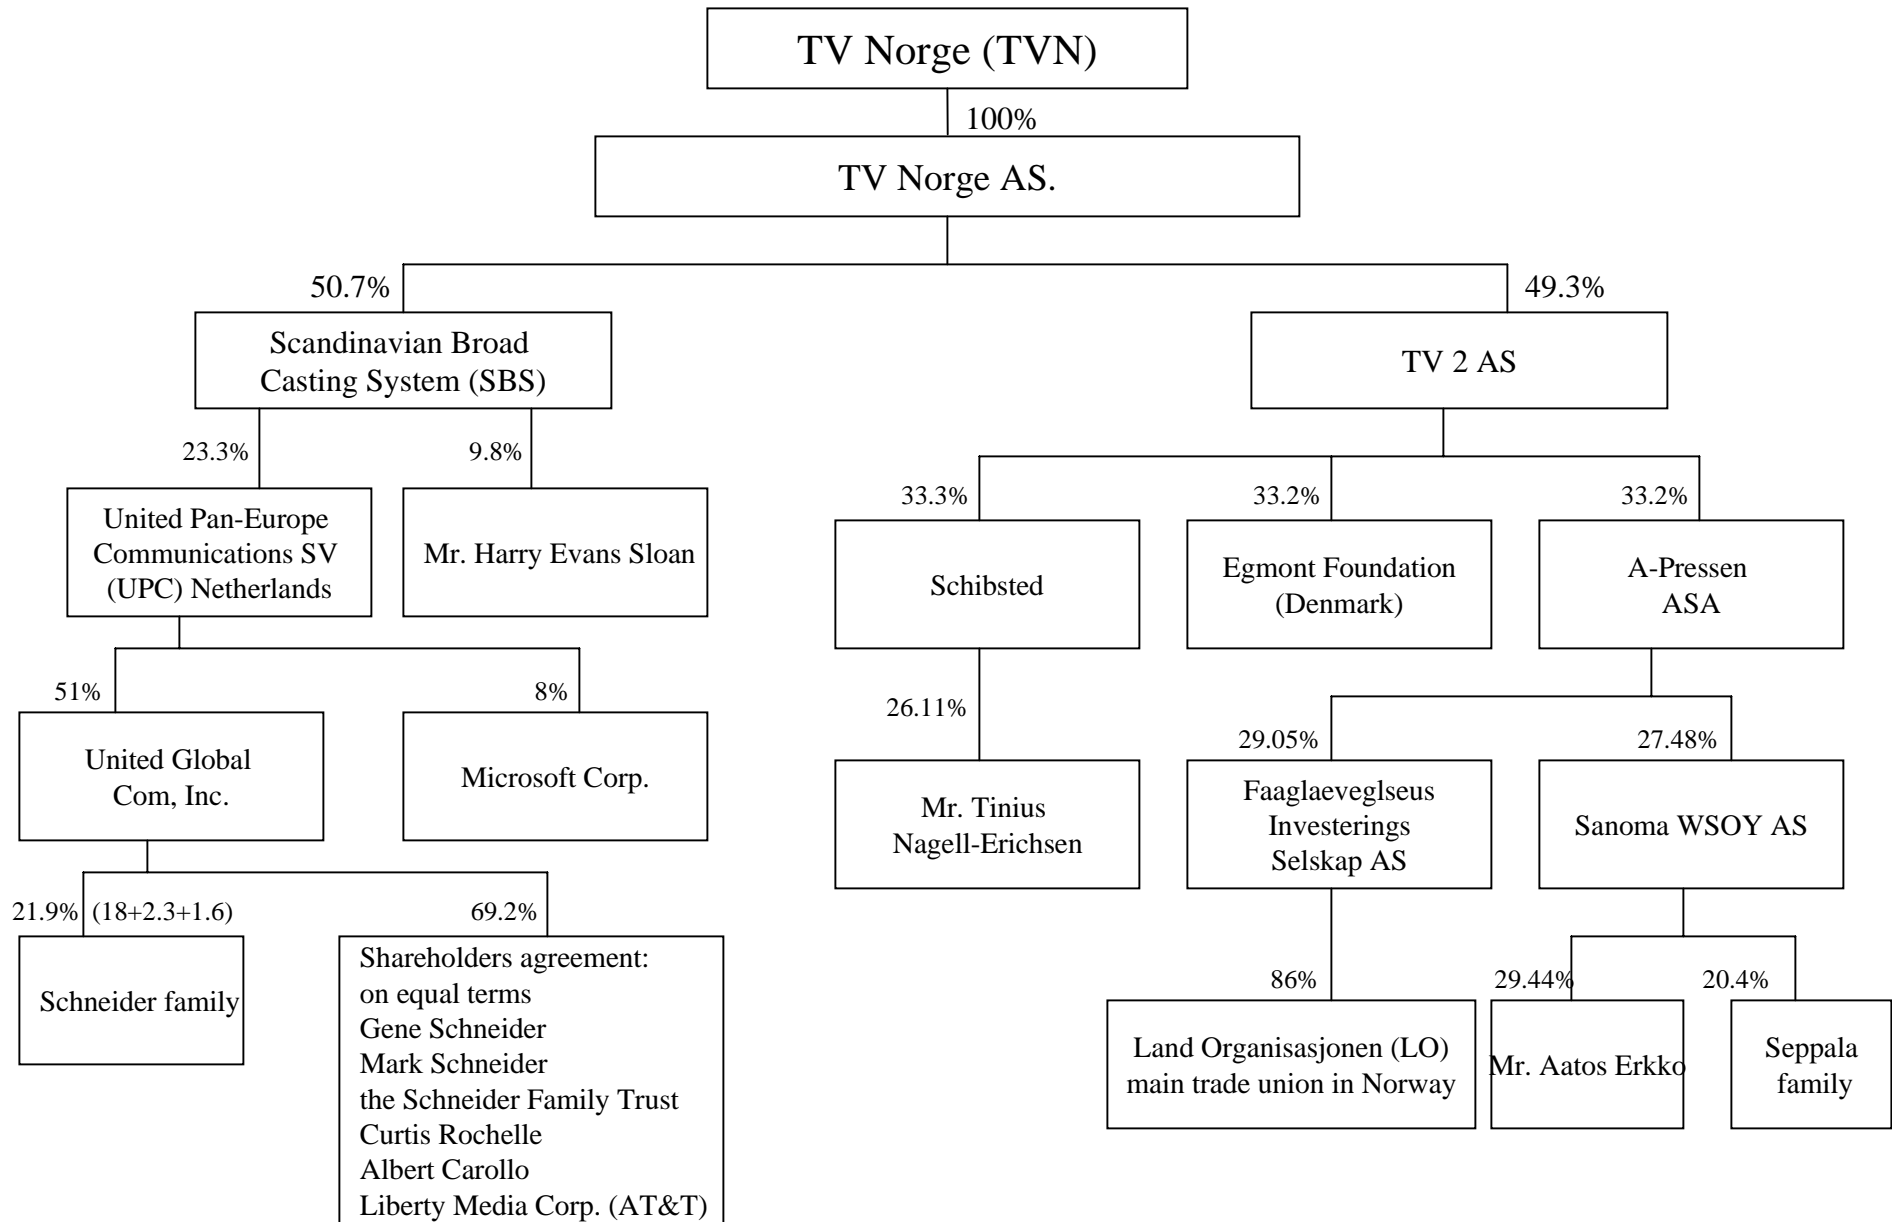 TV Norge (TVN)
100%
TV Norge AS.
50.7%
49.3%
Scandinavian Broad
Casting System (SBS)
TV 2 AS
23.3%
9.8%
33.3%
33.2%
33.2%
United Pan-Europe
Communications SV
(UPC) Netherlands
Mr. Harry Evans Sloan
Schibsted
Egmont Foundation
(Denmark)
A-Pressen
ASA
51%
8%
26.11%
29.05%
27.48%
United Global
Com, Inc.
Microsoft Corp.
Mr. Tinius
Nagell-Erichsen
Faaglaeveglseus
Investerings
Selskap AS
Sanoma WSOY AS
21.9% (18+2.3+1.6)
69.2%
86%
29.44%
20.4%
Schneider family
Shareholders agreement:
on equal terms
Gene Schneider
Mark Schneider
the Schneider Family Trust
Curtis Rochelle
Albert Carollo
Liberty Media Corp. (AT&T)
Land Organisasjonen (LO)
main trade union in Norway
Mr. Aatos Erkko
Seppala
family